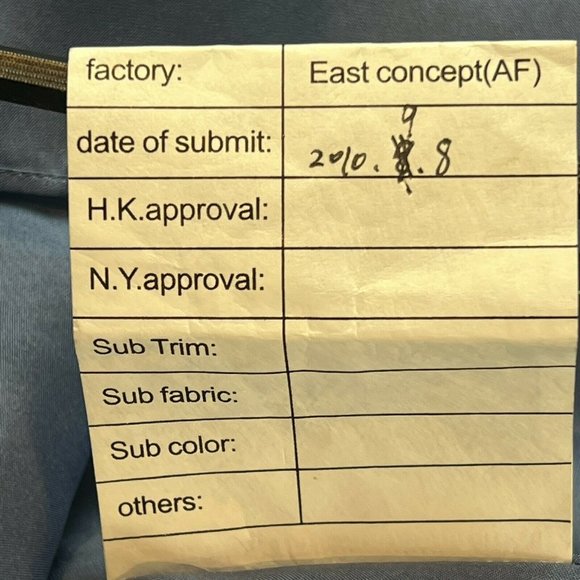 factory: East concept(AF)
date of submit: 2010. 9. 8
H.K.approval:
N.Y.approval:
Sub Trim:
Sub fabric:
Sub color:
others: